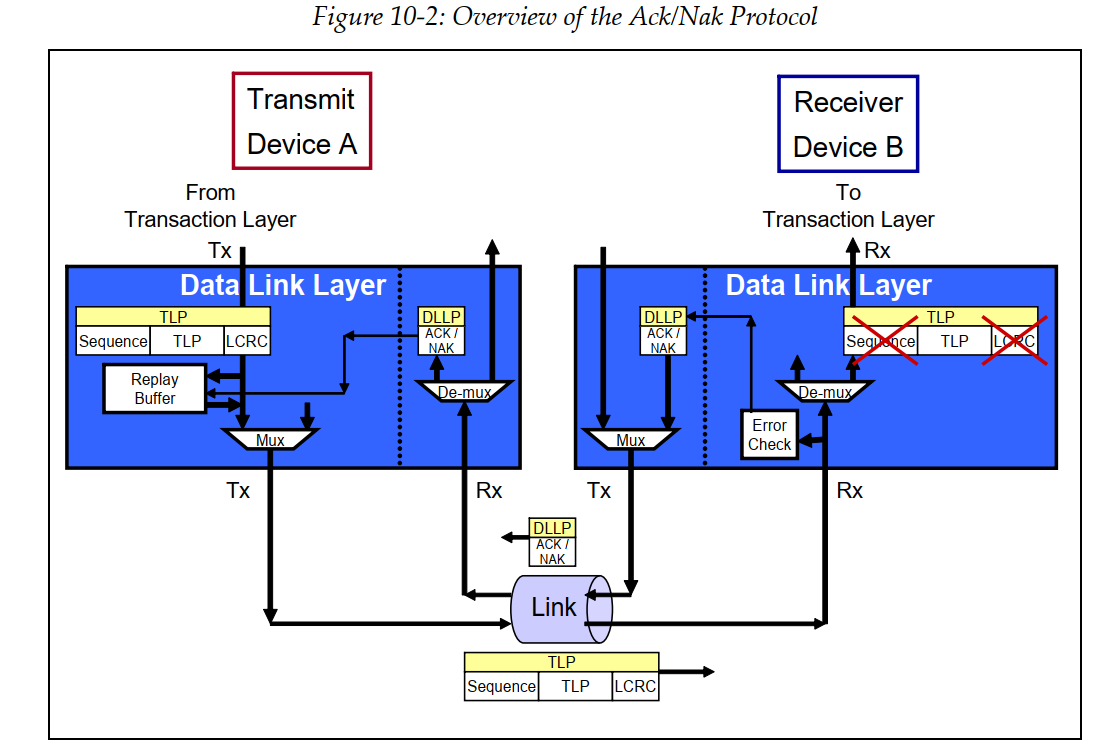 Figure 10-2: Overview of the Ack/Nak Protocol
Transmit
Device A
Receiver
Device B
From
Transaction Layer
To
Transaction Layer
Tx
Rx
Data Link Layer
TLP
Sequence TLP LCRC
Replay
Buffer
Mux
DLLP
ACK /
NAK
De-mux
Data Link Layer
DLLP
ACK /
NAK
Mux
TLP
Sequence TLP LCRC
De-mux
Error
Check
Tx
Rx
Tx
Rx
DLLP
ACK /
NAK
Link
TLP
Sequence TLP LCRC